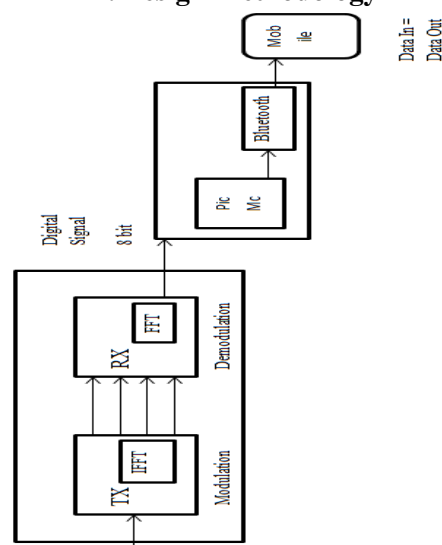 Design Methodology
Mob
ile
Data In =
Data Out
Bluetooth
Pic
Mc
Digital
Signal
8 bit
RX
FFT
Demodulation
TX
IFFT
Modulation